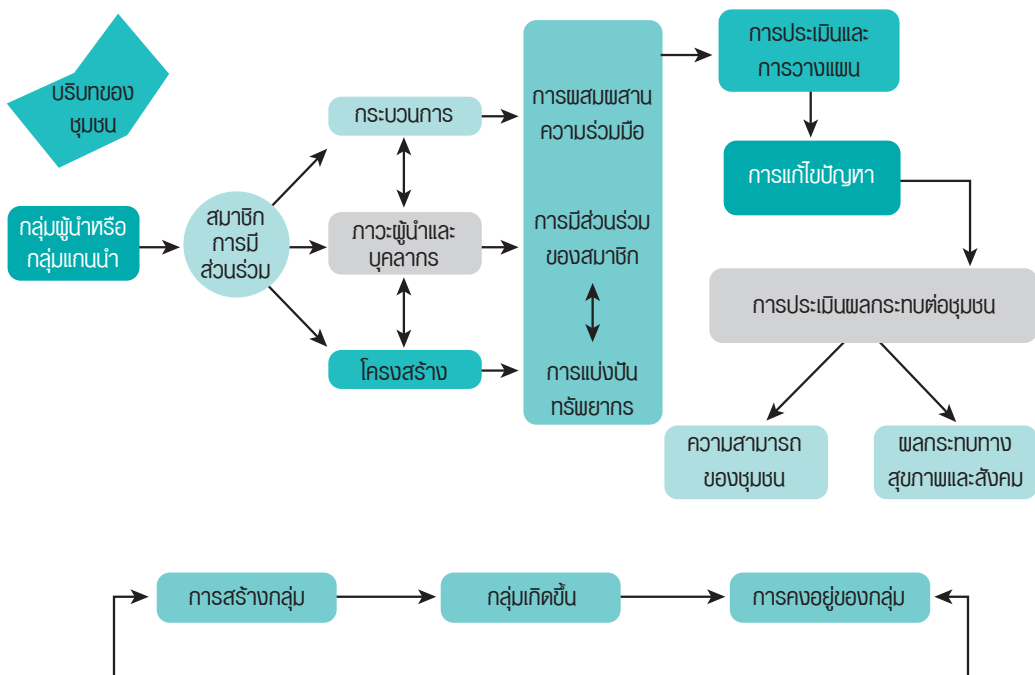 บริบทของ
ชุมชน
กลุ่มผู้นำหรือ
กลุ่มแกนนำ
สมาชิก
การมี
ส่วนร่วม
กระบวนการ
ภาวะผู้นำและ
บุคลากร
โครงสร้าง
การผสมผสาน
ความร่วมมือ
การมีส่วนร่วม
ของสมาชิก
การแบ่งปัน
ทรัพยากร
การประเมินและ
การวางแผน
การแก้ไขปัญหา
การประเมินผลกระทบต่อชุมชน
ความสามารถ
ของชุมชน
ผลกระทบทาง
สุขภาพและสังคม
การสร้างกลุ่ม
กลุ่มเกิดขึ้น
การคงอยู่ของกลุ่ม